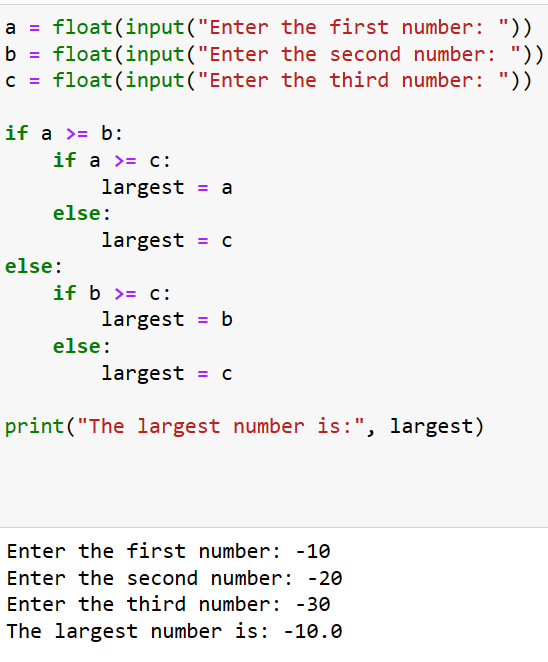 a = float(input("Enter the first number: "))
b = float(input("Enter the second number: "))
c = float(input("Enter the third number: "))
if a >= b:
    if a >= c:
        largest = a
    else:
        largest = c
else:
    if b >= c:
        largest = b
    else:
        largest = c
print("The largest number is:", largest)
Enter the first number: -10
Enter the second number: -20
Enter the third number: -30
The largest number is: -10.0